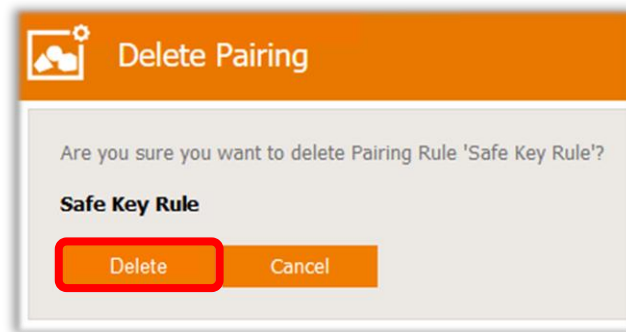 Delete Pairing
Are you sure you want to delete Pairing Rule 'Safe Key Rule'?
Safe Key Rule
Delete
Cancel